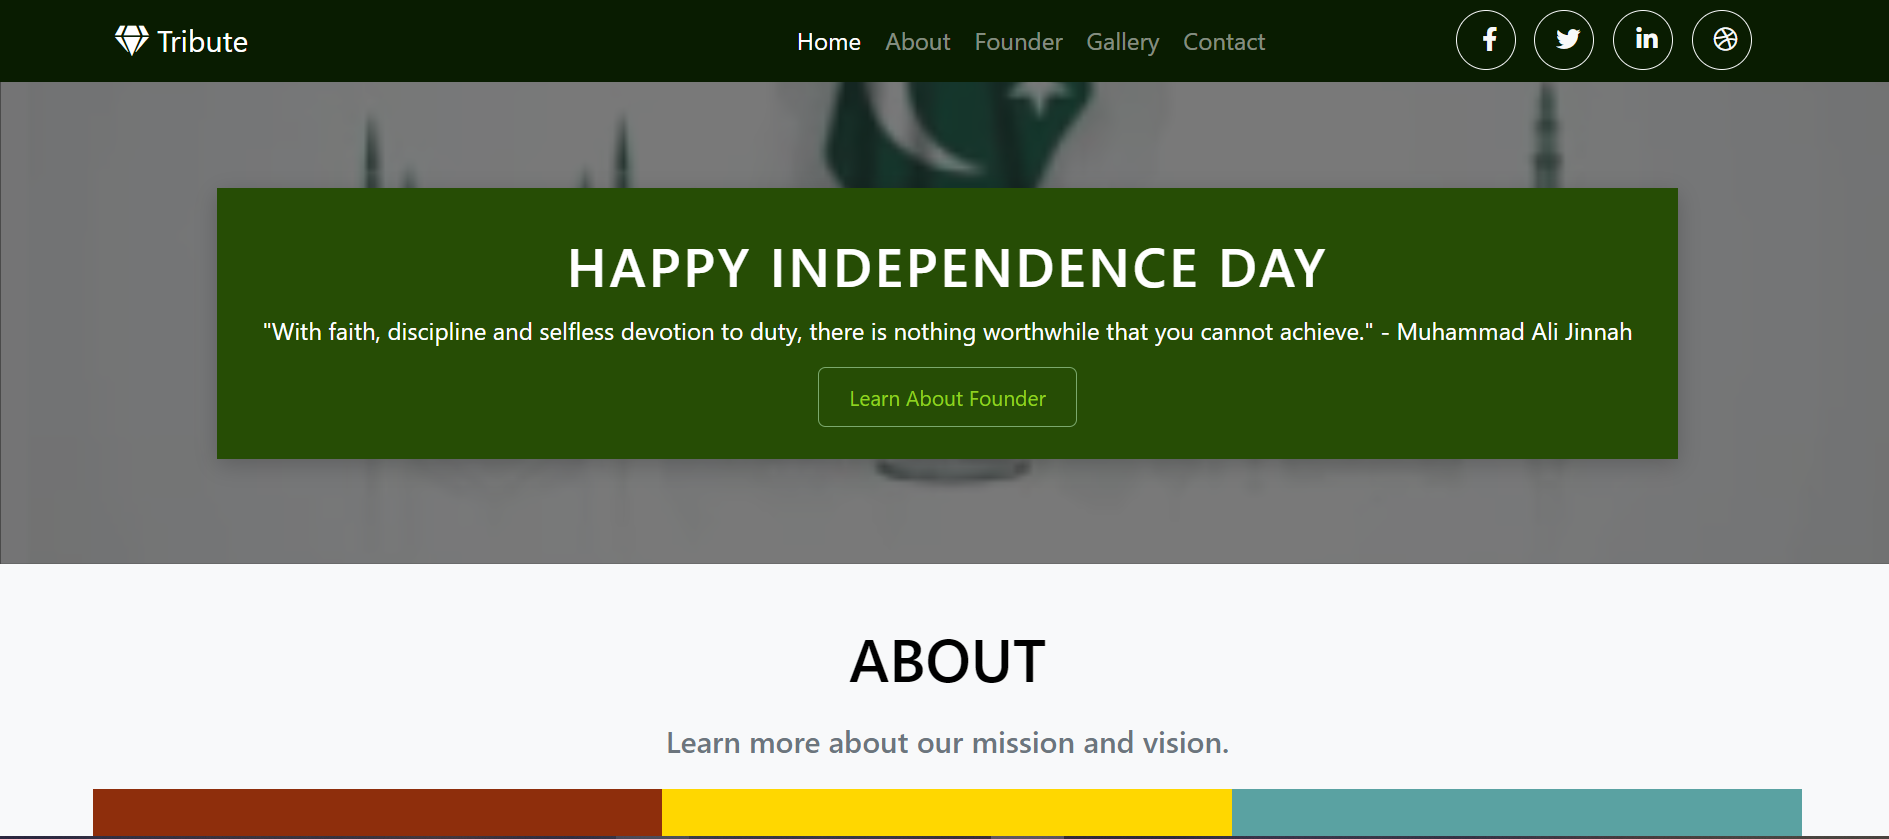 Tribute
Home About Founder Gallery Contact
HAPPY INDEPENDENCE DAY
"With faith, discipline and selfless devotion to duty, there is nothing worthwhile that you cannot achieve." - Muhammad Ali Jinnah
Learn About Founder
ABOUT
Learn more about our mission and vision.